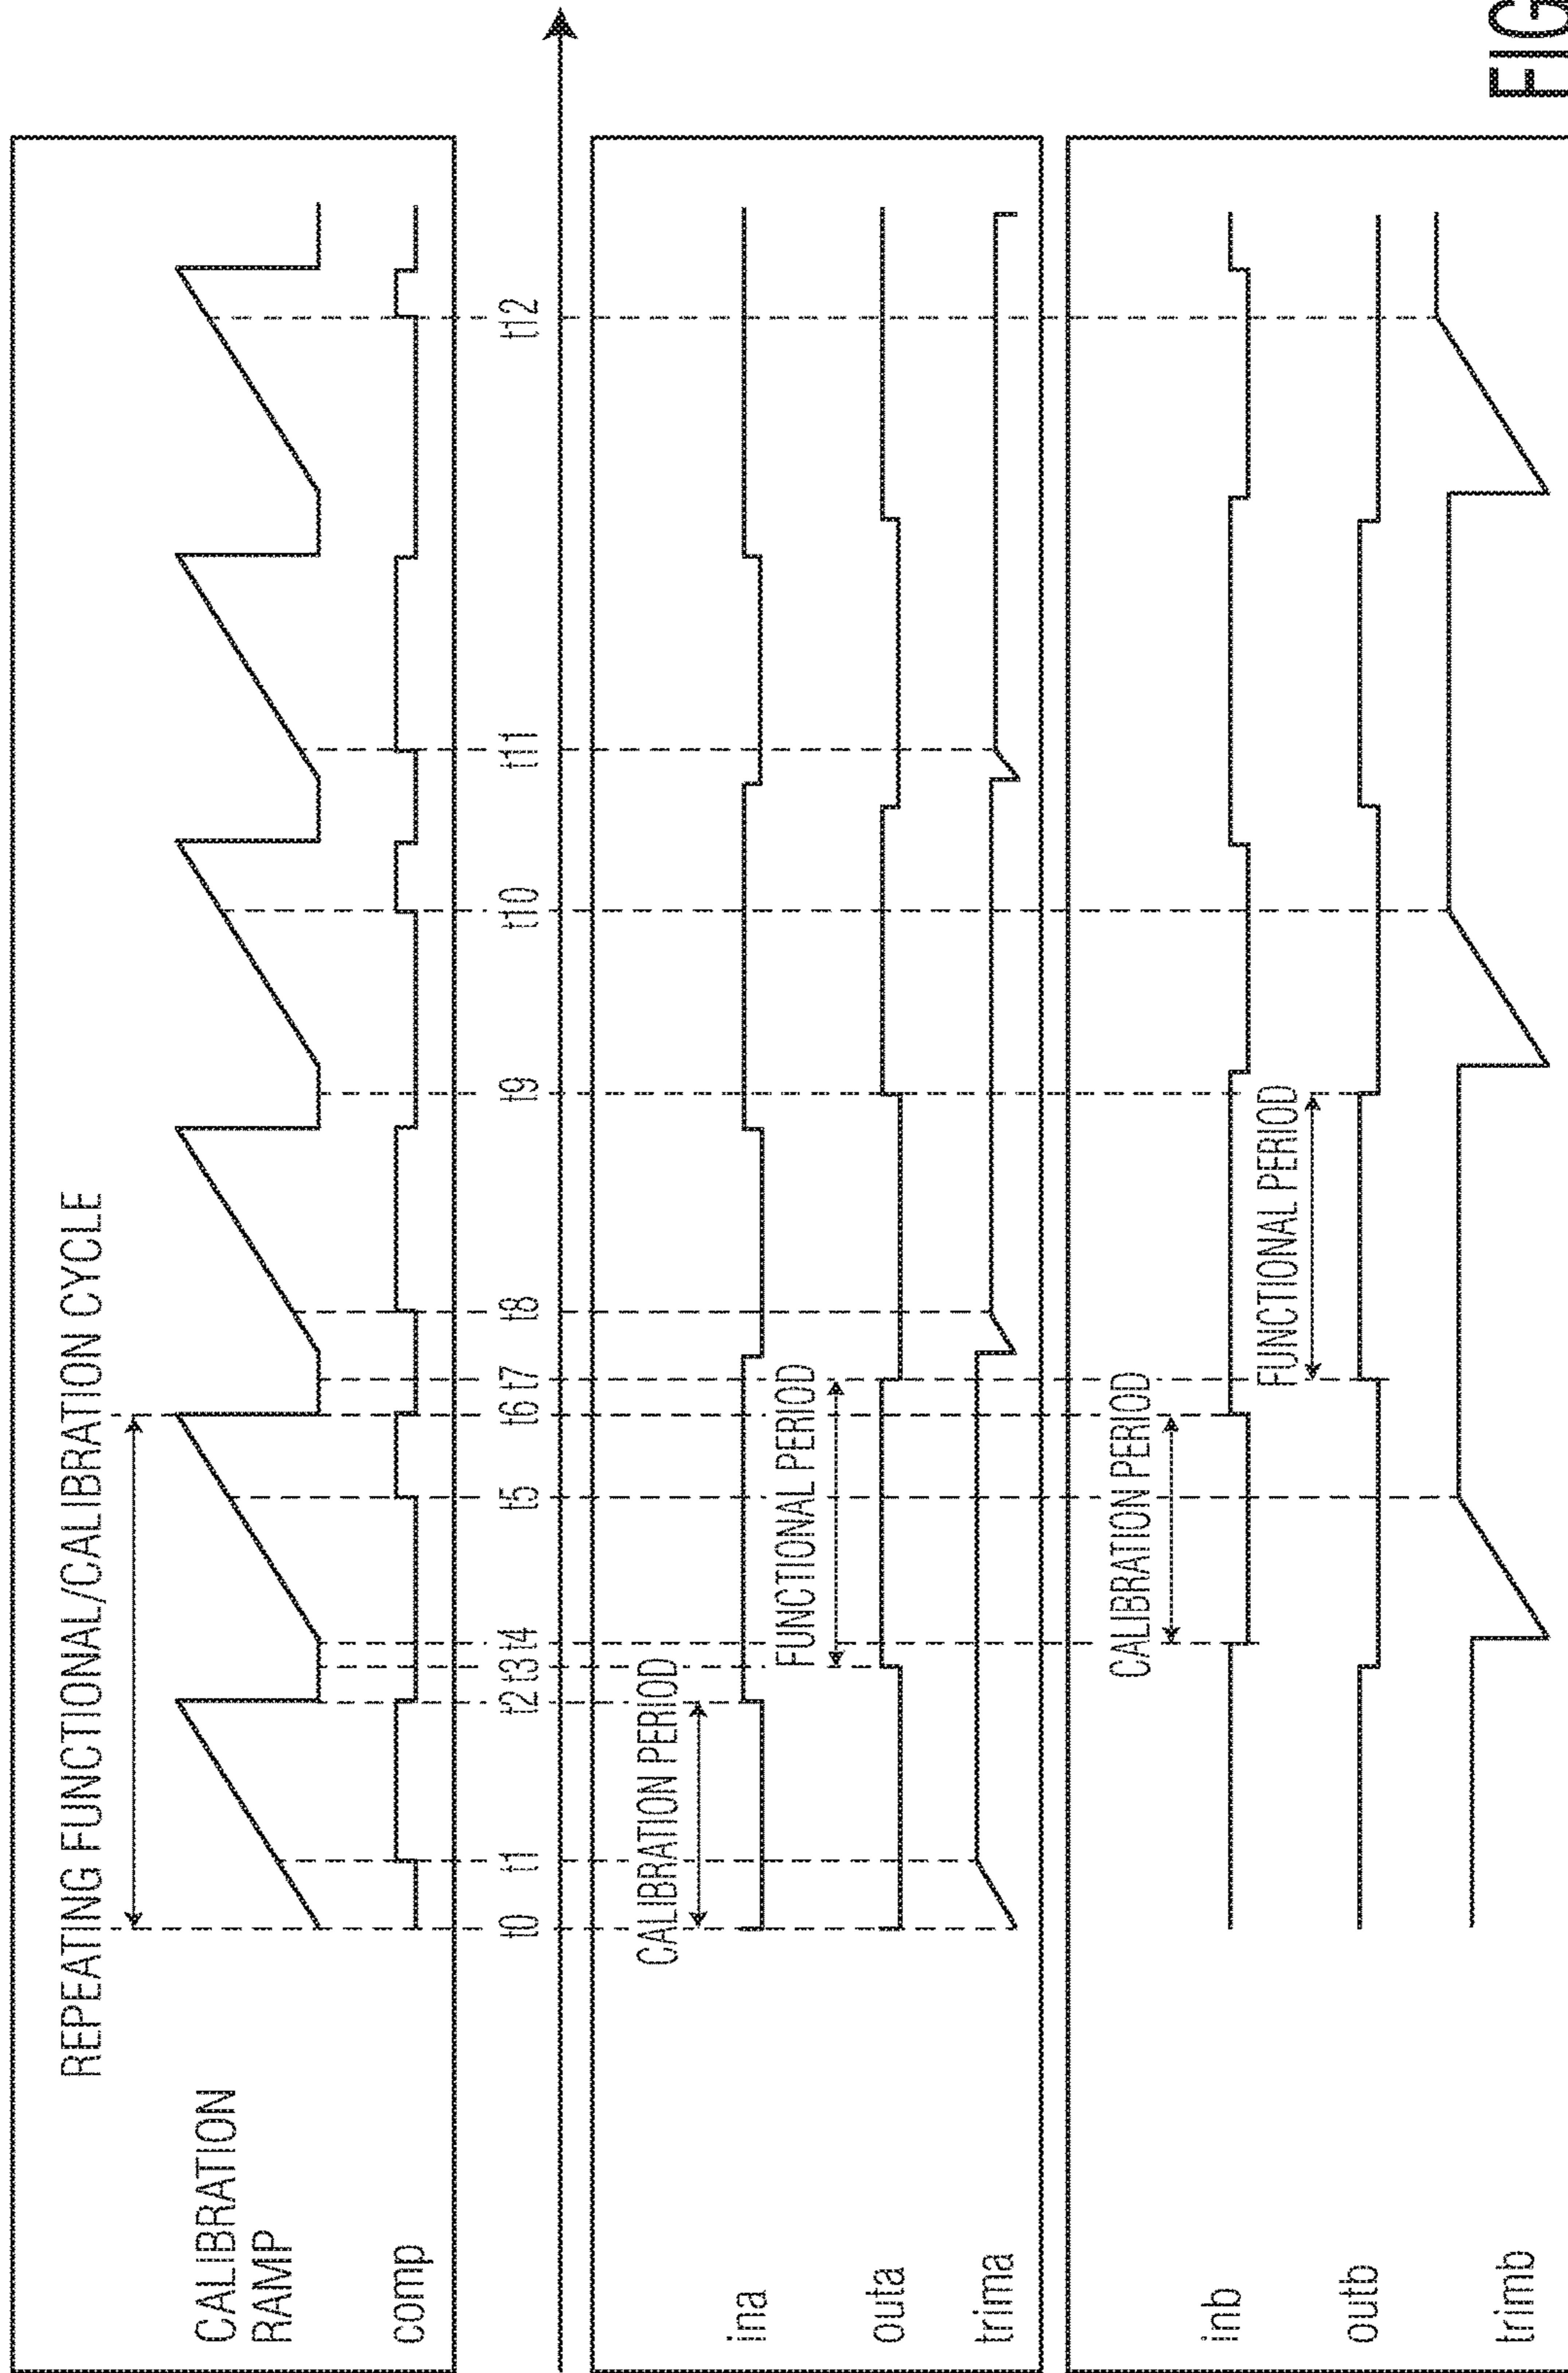 REPEATING FUNCTIONAL/CALIBRATION CYCLE
CALIBRATION
RAMP
comp
t0 t1 t2 t3 t4 t5 t6 t7 t8 t9 t10 t11 t12
CALIBRATION PERIOD
ina
FUNCTIONAL PERIOD
outa
trima
CALIBRATION PERIOD
inb
FUNCTIONAL PERIOD
outb
trimb
FIG